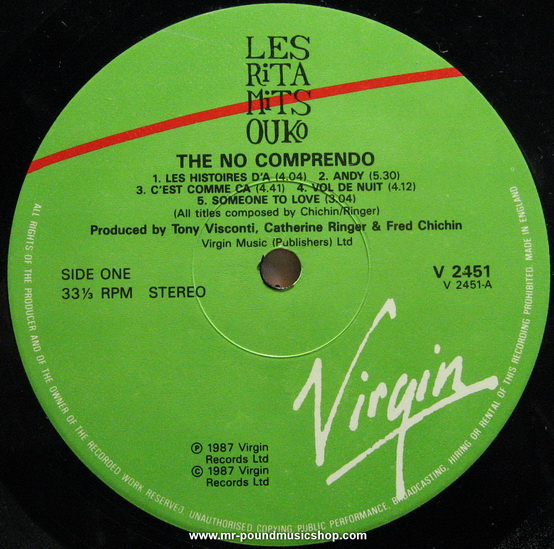 LES
RiTA
MiTS
OUKO
THE NO COMPRENDO
1. LES HISTOIRES D'A (4.04) 2. ANDY (5.30)
3. C'EST COMME CA (4.41) 4. VOL DE NUIT (4.12)
5. SOMEONE TO LOVE (3.04)
(All titles composed by Chichin/Ringer)
Produced by Tony Visconti, Catherine Ringer & Fred Chichin
Virgin Music (Publishers) Ltd
SIDE ONE
33⅓ RPM STEREO
V 2451
V 2451-A
Virgin
℗ 1987 Virgin
Records Ltd
© 1987 Virgin
Records Ltd
ALL RIGHTS OF THE PRODUCER AND OF THE OWNER OF THE RECORDED WORK RESERVED. UNAUTHORISED COPYING PUBLIC PERFORMANCE, BROADCASTING, HIRING OR RENTAL OF THIS RECORDING PROHIBITED. MADE IN ENGLAND
www.mr-poundmusicshop.com